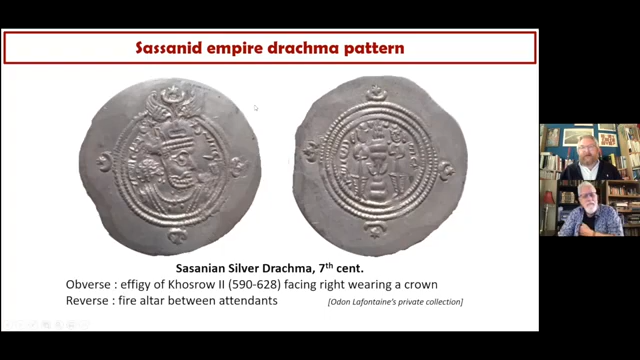 Sassanid empire drachma pattern
Sasanian Silver Drachma, 7th cent.
Obverse : effigy of Khosrow II (590-628) facing right wearing a crown
Reverse : fire altar between attendants
[Odon Lafontaine's private collection]